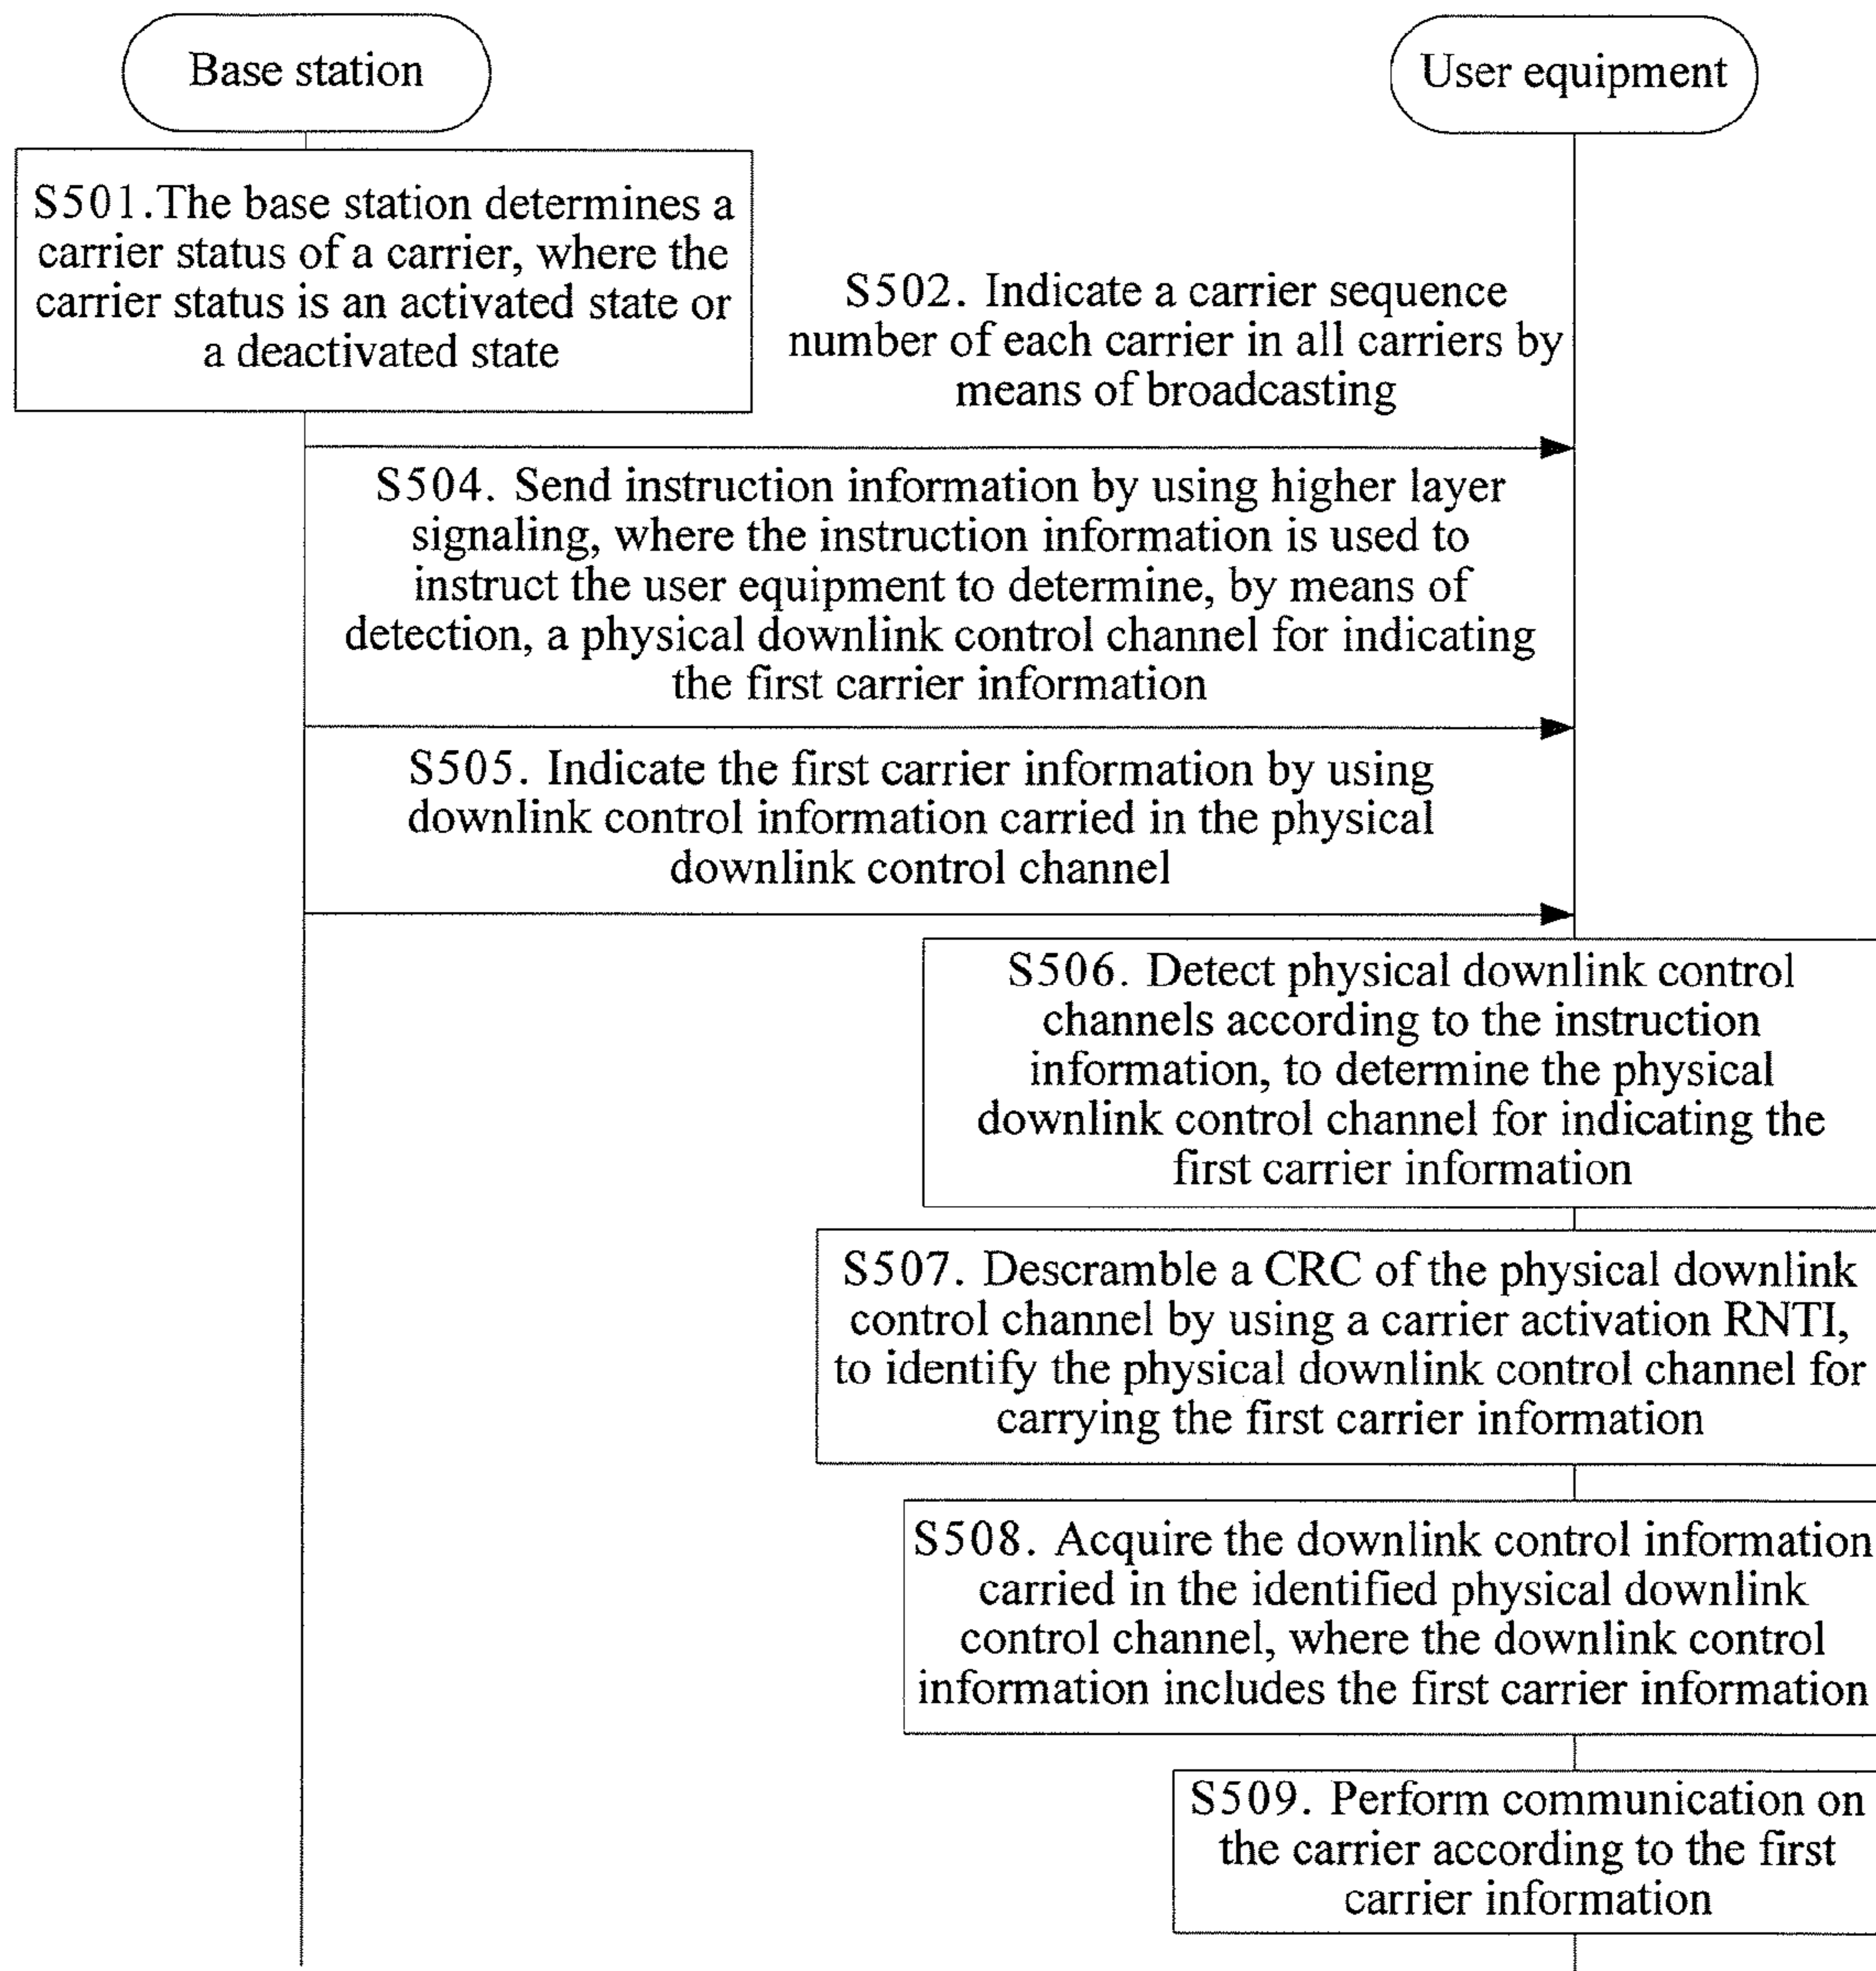 Base station
User equipment
S501.The base station determines a
carrier status of a carrier, where the
carrier status is an activated state or
a deactivated state
S502. Indicate a carrier sequence
number of each carrier in all carriers by
means of broadcasting
S504. Send instruction information by using higher layer
signaling, where the instruction information is used to
instruct the user equipment to determine, by means of
detection, a physical downlink control channel for indicating
the first carrier information
S505. Indicate the first carrier information by using
downlink control information carried in the physical
downlink control channel
S506. Detect physical downlink control
channels according to the instruction
information, to determine the physical
downlink control channel for indicating the
first carrier information
S507. Descramble a CRC of the physical downlink
control channel by using a carrier activation RNTI,
to identify the physical downlink control channel for
carrying the first carrier information
S508. Acquire the downlink control information
carried in the identified physical downlink
control channel, where the downlink control
information includes the first carrier information
S509. Perform communication on
the carrier according to the first
carrier information